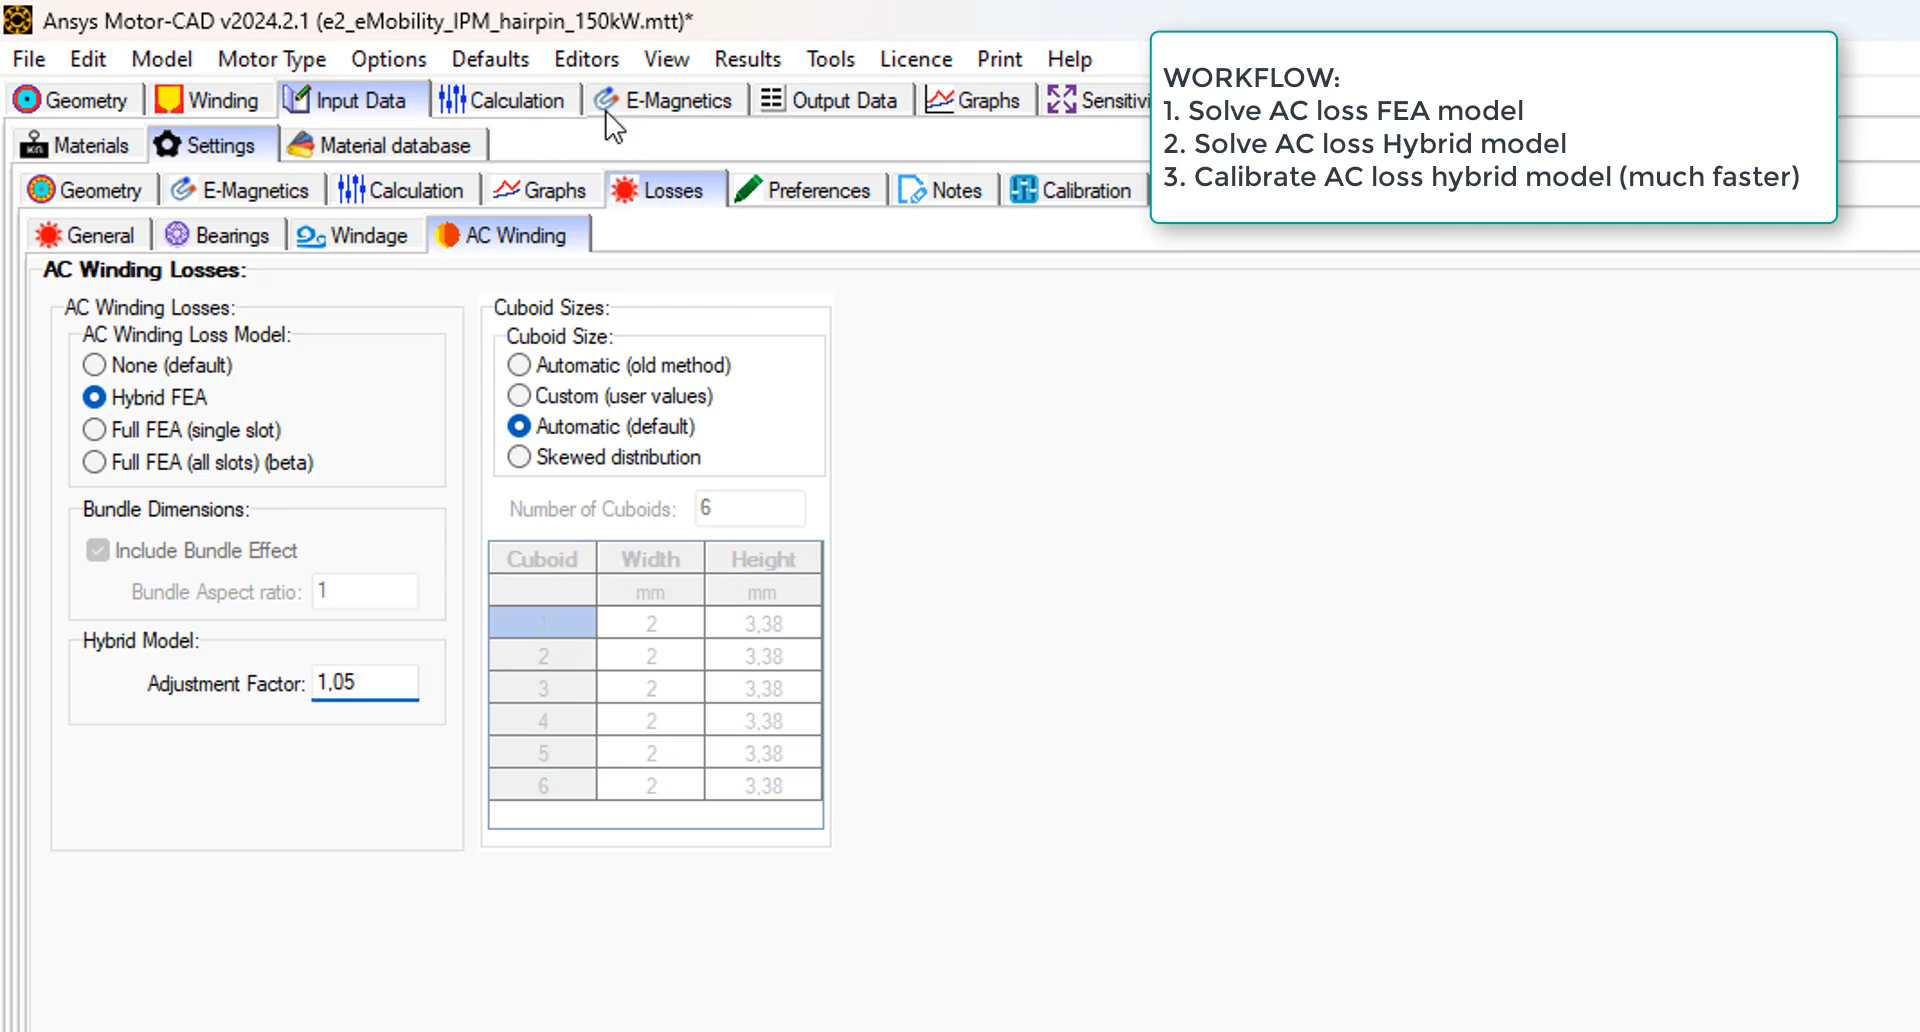 Ansys Motor-CAD v2024.2.1 (e2_eMobility_IPM_hairpin_150kW.mtt)*
File Edit Model Motor Type Options Defaults Editors View Results Tools Licence Print Help
Geometry Winding Input Data Calculation E-Magnetics Output Data Graphs Sensitivi
WORKFLOW:
1. Solve AC loss FEA model
2. Solve AC loss Hybrid model
3. Calibrate AC loss hybrid model (much faster)
Materials Settings Material database
Geometry E-Magnetics Calculation Graphs Losses Preferences Notes Calibration
General Bearings Windage AC Winding
AC Winding Losses:
AC Winding Losses:
AC Winding Loss Model:
None (default)
Hybrid FEA
Full FEA (single slot)
Full FEA (all slots) (beta)
Bundle Dimensions:
Include Bundle Effect
Bundle Aspect ratio: 1
Hybrid Model:
Adjustment Factor: 1,05
Cuboid Sizes:
Cuboid Size:
Automatic (old method)
Custom (user values)
Automatic (default)
Skewed distribution
Number of Cuboids: 6
Cuboid Width Height
mm mm
1 2 3,38
2 2 3,38
3 2 3,38
4 2 3,38
5 2 3,38
6 2 3,38